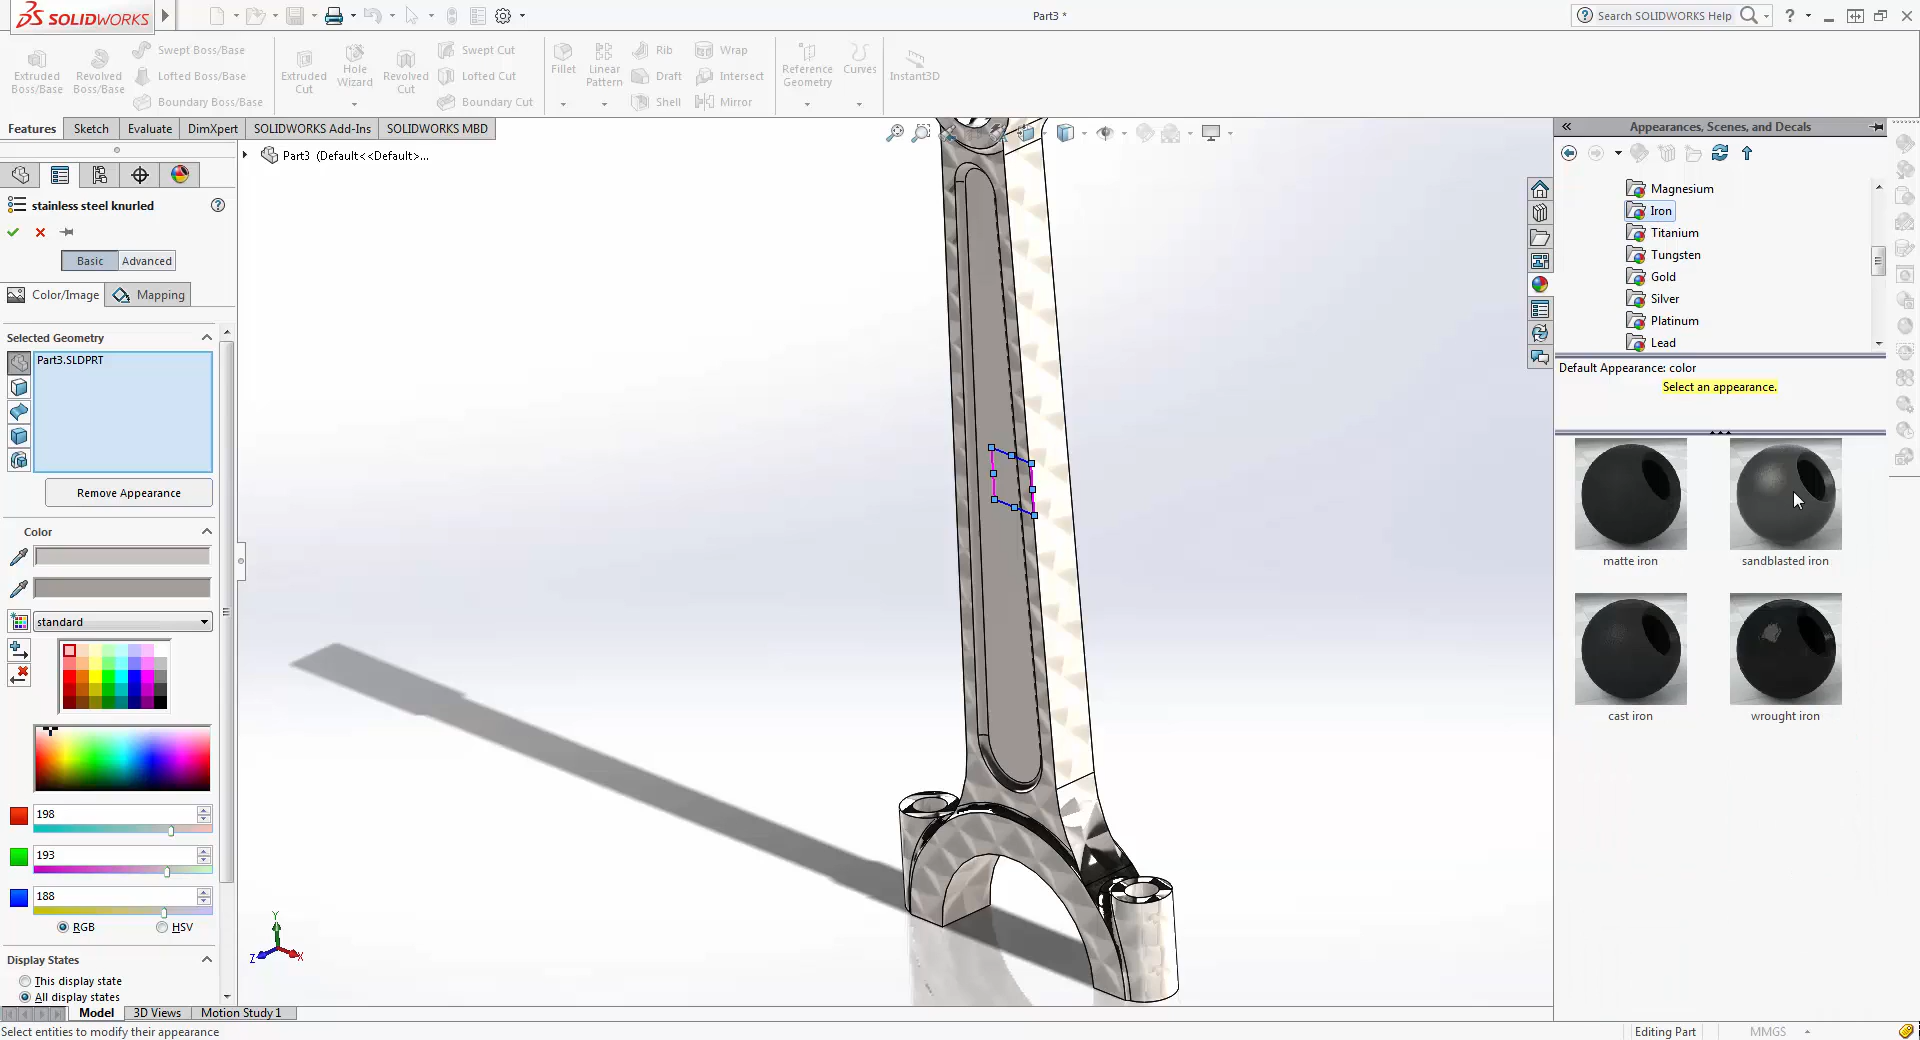 SOLIDWORKS
Part3 *
Search SOLIDWORKS Help
Extruded Boss/Base
Revolved Boss/Base
Swept Boss/Base
Lofted Boss/Base
Boundary Boss/Base
Extruded Cut
Hole Wizard
Revolved Cut
Swept Cut
Lofted Cut
Boundary Cut
Fillet
Linear Pattern
Rib
Draft
Shell
Wrap
Intersect
Mirror
Reference Geometry
Curves
Instant3D
Features
Sketch
Evaluate
DimXpert
SOLIDWORKS Add-Ins
SOLIDWORKS MBD
Part3 (Default<<Default>...
stainless steel knurled
Basic
Advanced
Color/Image
Mapping
Selected Geometry
Part3.SLDPRT
Remove Appearance
Color
standard
198
193
188
RGB
HSV
Display States
This display state
All display states
Y
Z
X
Appearances, Scenes, and Decals
Magnesium
Iron
Titanium
Tungsten
Gold
Silver
Platinum
Lead
Default Appearance: color
Select an appearance.
matte iron
sandblasted iron
cast iron
wrought iron
Model
3D Views
Motion Study 1
Select entities to modify their appearance
Editing Part
MMGS